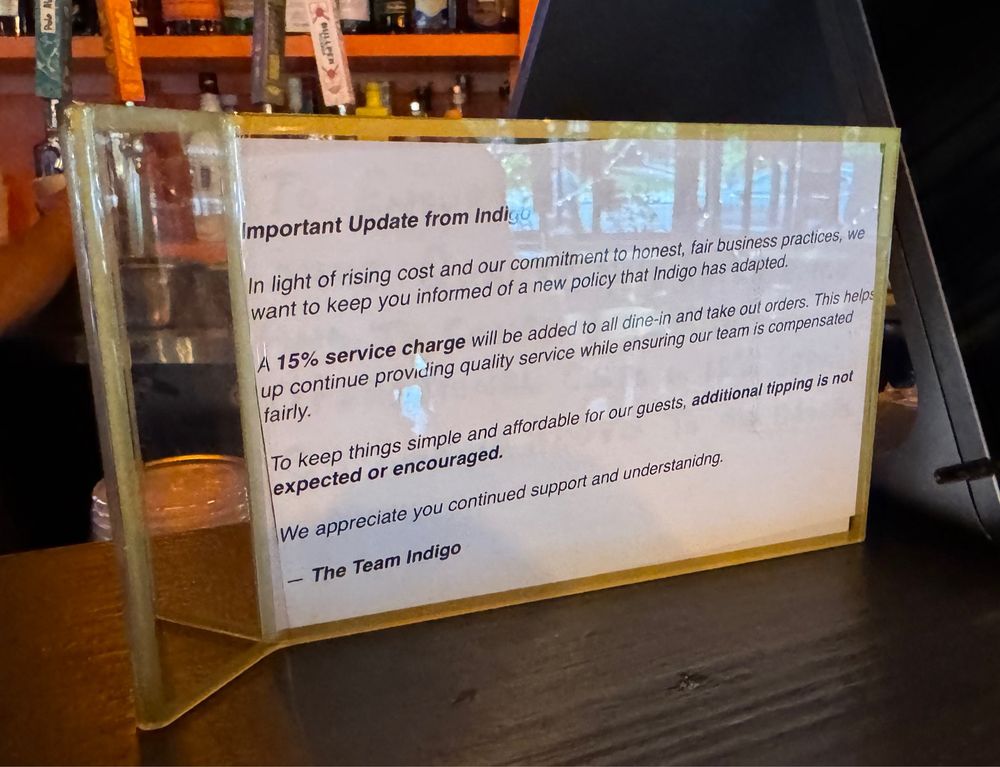 Important Update from Indigo
In light of rising cost and our commitment to honest, fair business practices, we
want to keep you informed of a new policy that Indigo has adapted.
A 15% service charge will be added to all dine-in and take out orders. This helps
up continue providing quality service while ensuring our team is compensated
fairly.
To keep things simple and affordable for our guests, additional tipping is not
expected or encouraged.
We appreciate you continued support and understanidng.
— The Team Indigo